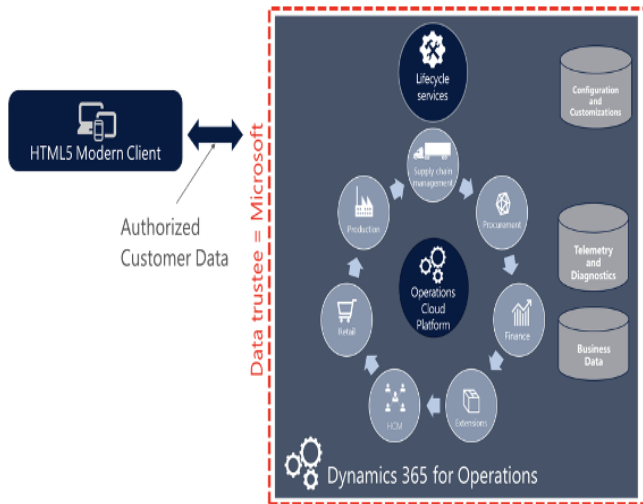 Lifecycle
services
Configuration
and
Customizations
HTML5 Modern Client
Authorized
Customer Data
Data trustee = Microsoft
Supply chain
management
Production
Procurement
Operations
Cloud
Platform
Telemetry
and
Diagnostics
Retail
Finance
Business
Data
HCM
Extensions
Dynamics 365 for Operations